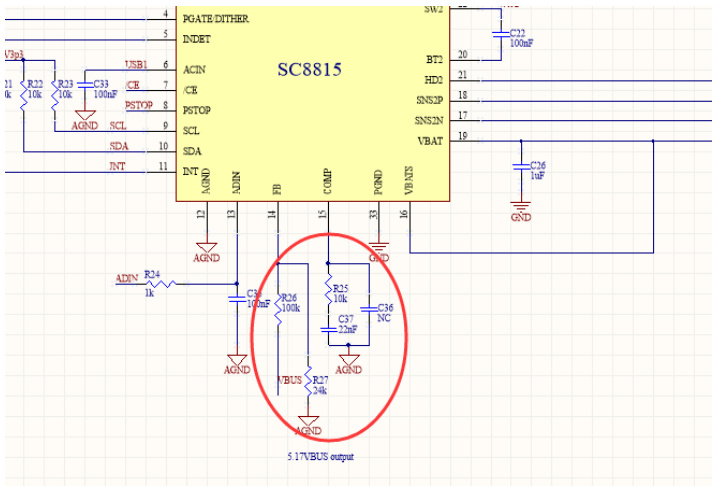 SW2
4 PGATE/DITHER
5 INDET
C22
100nF
V3p3
BT2 20
USB1 6 ACIN
SC8815
HD2 21
R22
10k
R23
10k
C33
100nF
/CE 7 /CE
SNS2P 18
PSTOP 8 PSTOP
SNS2N 17
AGND
SCL 9 SCL
VBAT 19
SDA 10 SDA
INT 11 INT
C26
1uF
AGND ADIN FB COMP PGND VBATS
12 13 14 15 33 16
GND
AGND
GND
ADIN R24
1k
100nF
R26
100k
R25
10k
C36
NC
C37
22nF
AGND
AGND
VBUS
R27
24k
AGND
5.17VBUS output